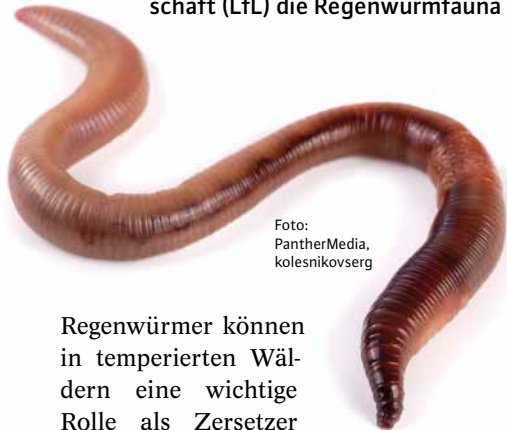 schaft (LfL) die Regenwurmfauna
Foto:
PantherMedia,
kolesnikovserg
Regenwürmer können
in temperierten Wäl-
dern eine wichtige
Rolle als Zersetzer